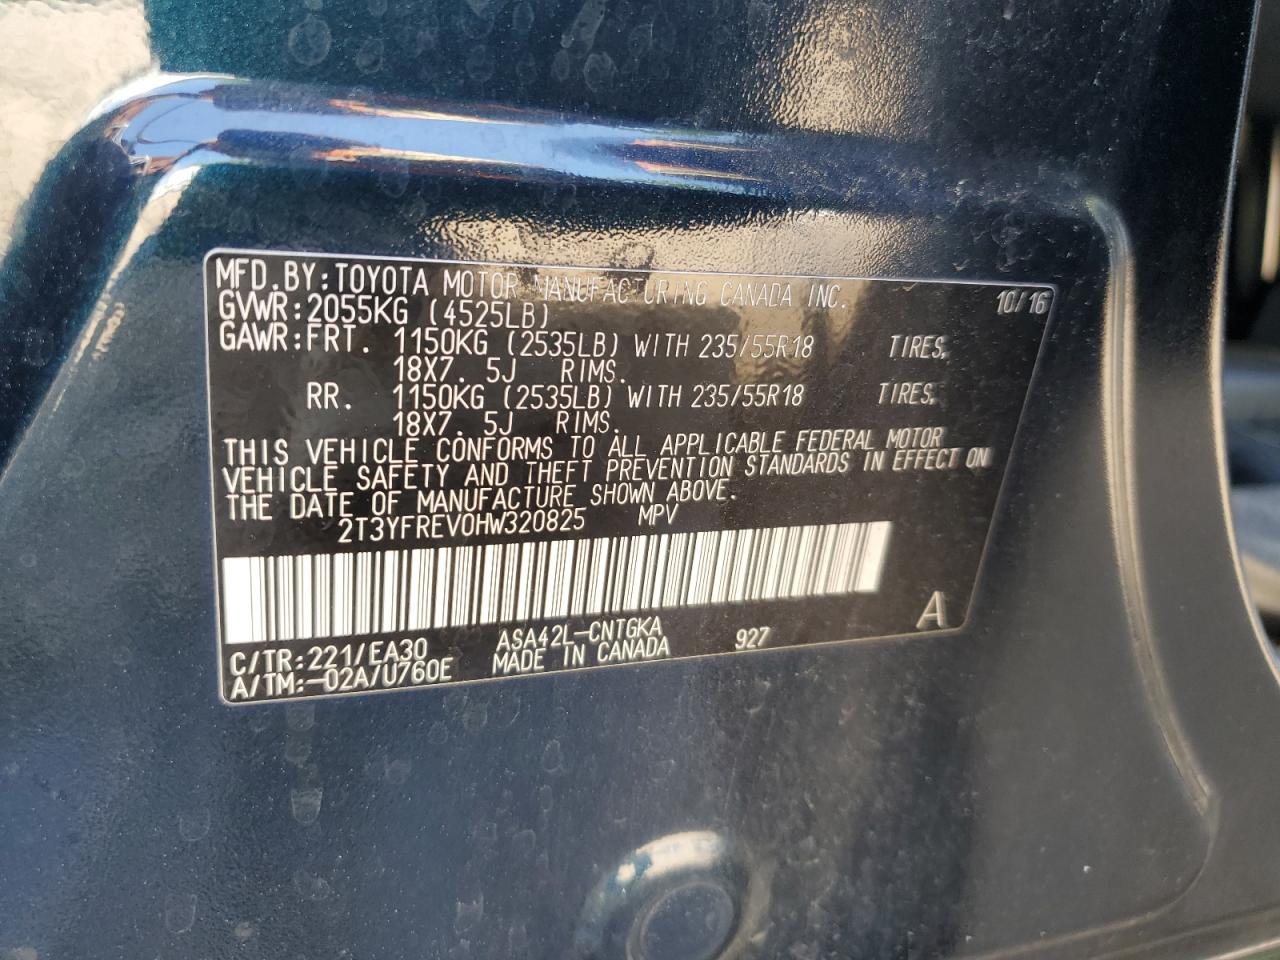 MFD.BY:TOYOTA MOTOR MANUFACTURING CANADA INC. 10/16
GVWR:2055KG (4525LB)
GAWR:FRT. 1150KG (2535LB) WITH 235/55R18 TIRES,
18X7. 5J RIMS.
RR. 1150KG (2535LB) WITH 235/55R18 TIRES,
18X7. 5J RIMS.
THIS VEHICLE CONFORMS TO ALL APPLICABLE FEDERAL MOTOR
VEHICLE SAFETY AND THEFT PREVENTION STANDARDS IN EFFECT ON
THE DATE OF MANUFACTURE SHOWN ABOVE.
2T3YFREV0HW320825 MPV
A
C/TR:221/EA30 ASA42L-CNTGKA 927
A/TM:-02A/U760E MADE IN CANADA